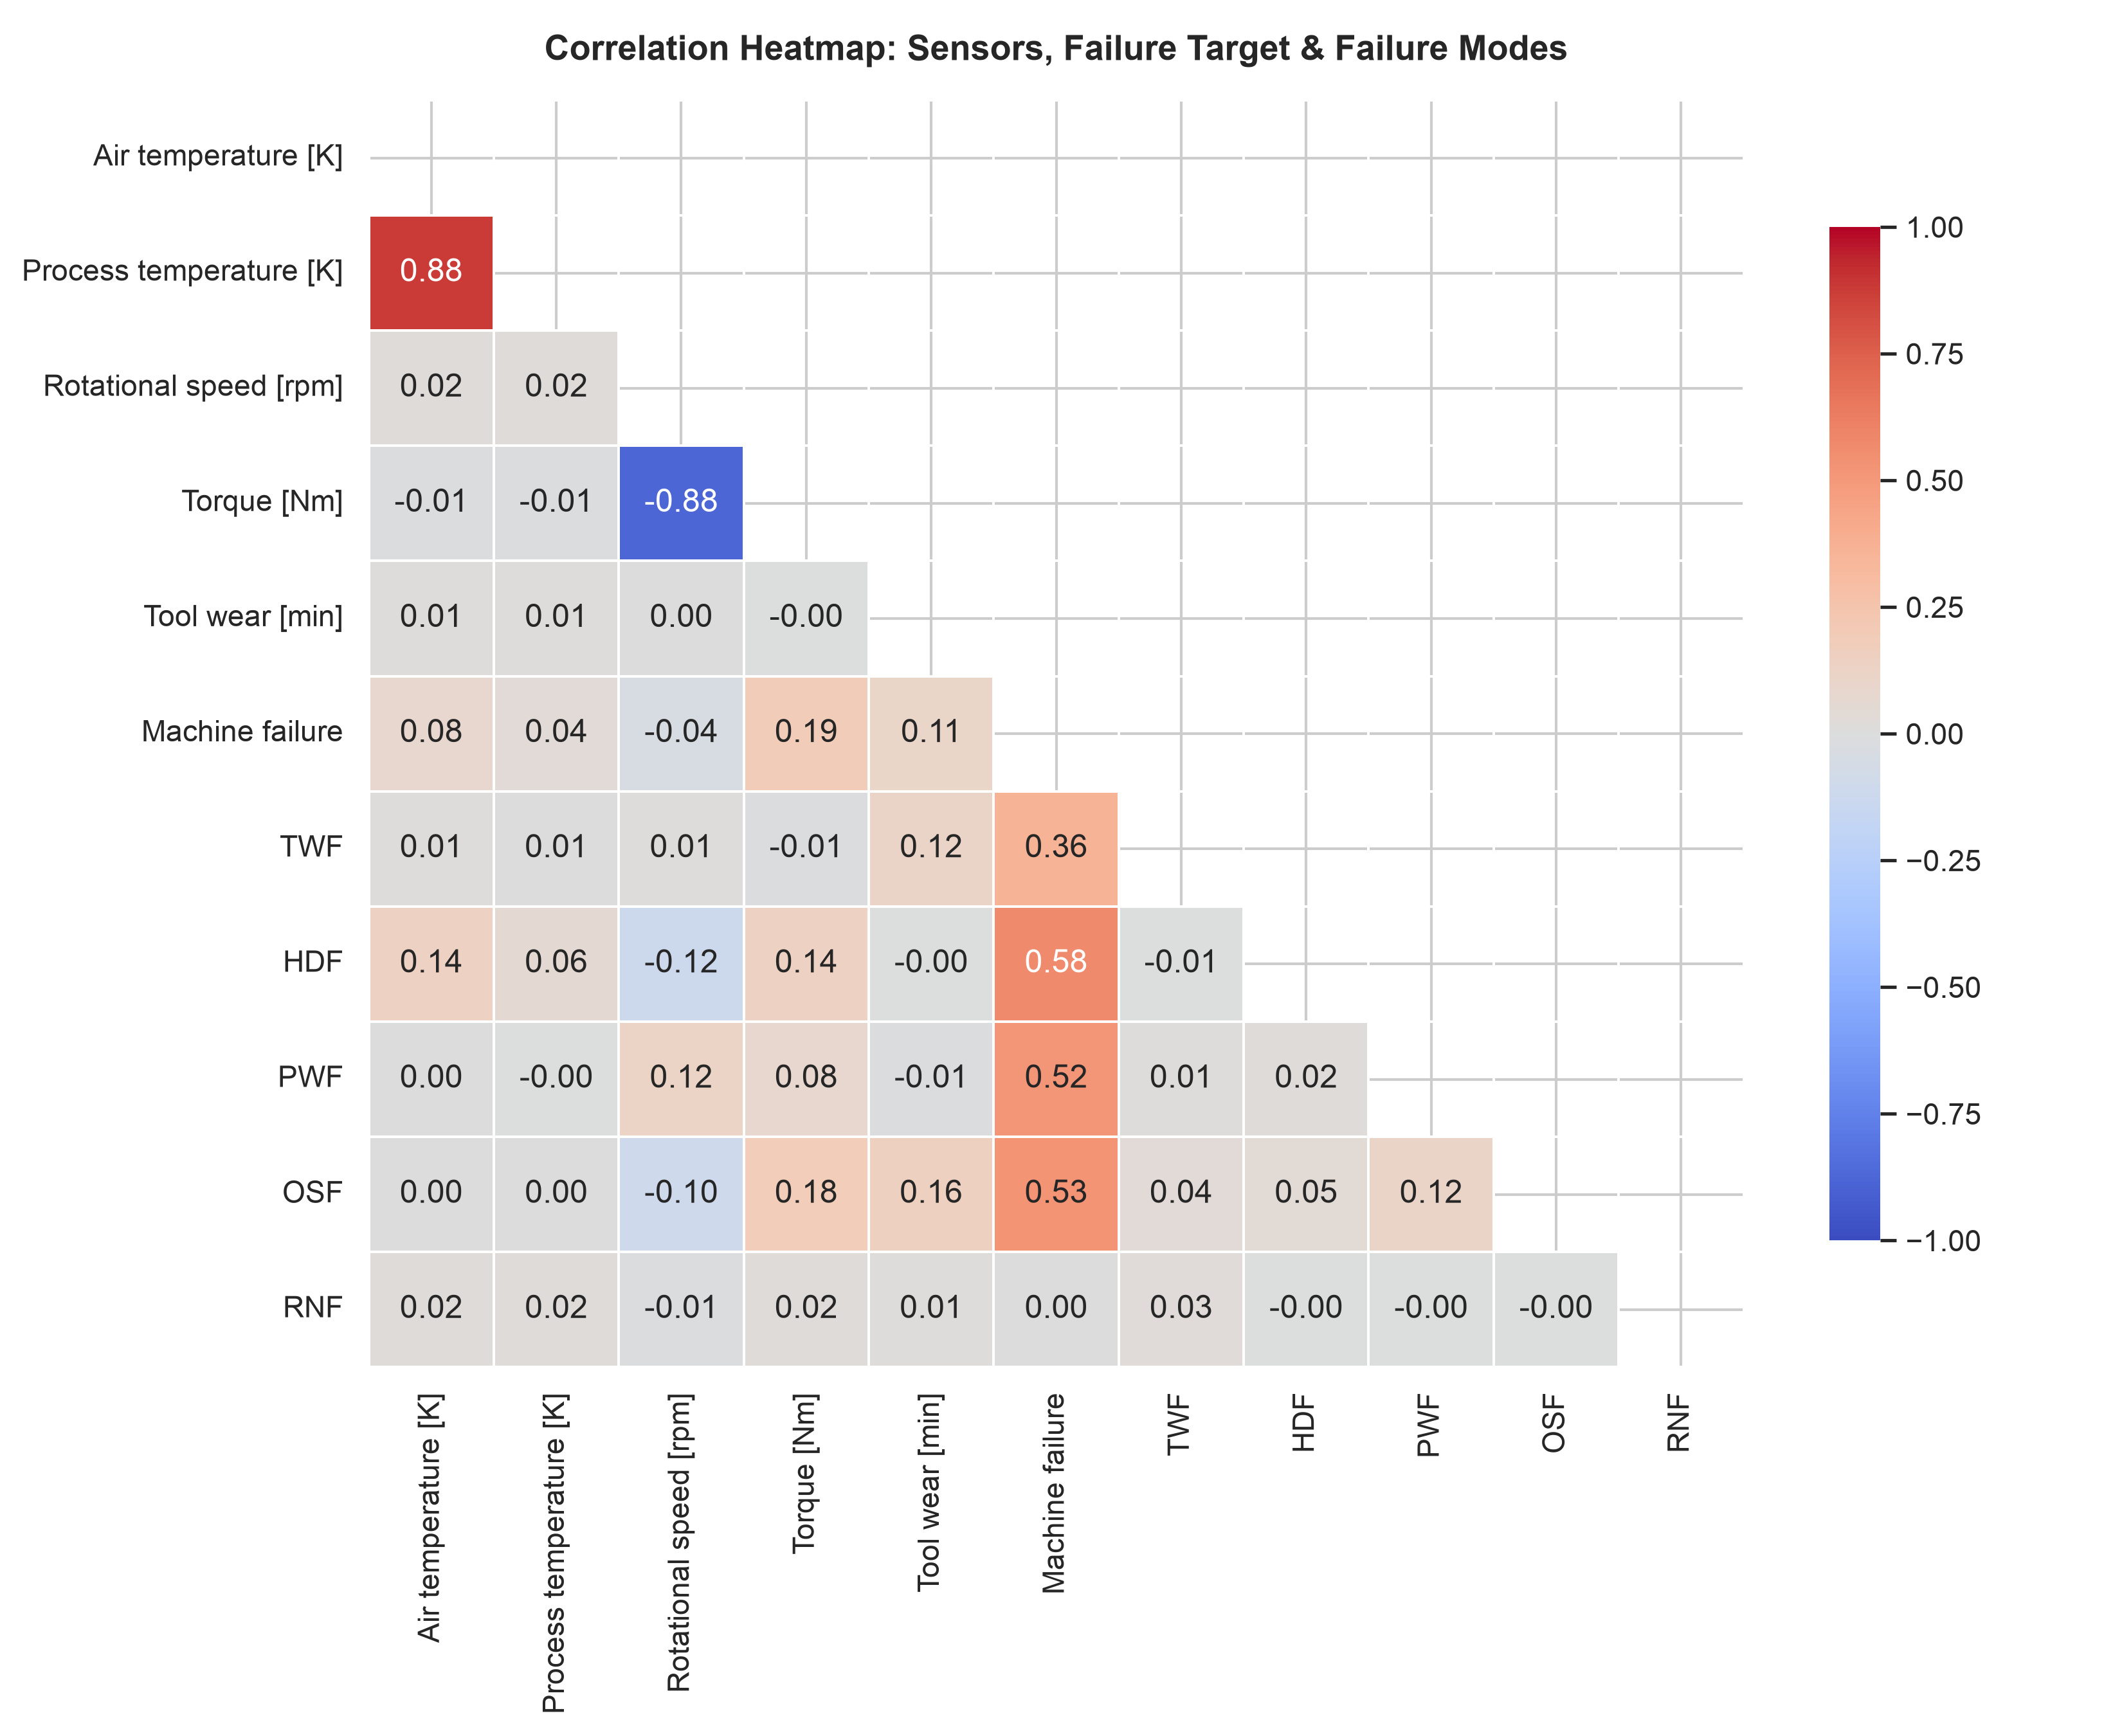 Correlation Heatmap: Sensors, Failure Target & Failure Modes
Air temperature [K]
Process temperature [K] 0.88
Rotational speed [rpm] 0.02 0.02
Torque [Nm] -0.01 -0.01 -0.88
Tool wear [min] 0.01 0.01 0.00 -0.00
Machine failure 0.08 0.04 -0.04 0.19 0.11
TWF 0.01 0.01 0.01 -0.01 0.12 0.36
HDF 0.14 0.06 -0.12 0.14 -0.00 0.58 -0.01
PWF 0.00 -0.00 0.12 0.08 -0.01 0.52 0.01 0.02
OSF 0.00 0.00 -0.10 0.18 0.16 0.53 0.04 0.05 0.12
RNF 0.02 0.02 -0.01 0.02 0.01 0.00 0.03 -0.00 -0.00 -0.00
Air temperature [K]
Process temperature [K]
Rotational speed [rpm]
Torque [Nm]
Tool wear [min]
Machine failure
TWF
HDF
PWF
OSF
RNF
1.00
0.75
0.50
0.25
0.00
−0.25
−0.50
−0.75
−1.00